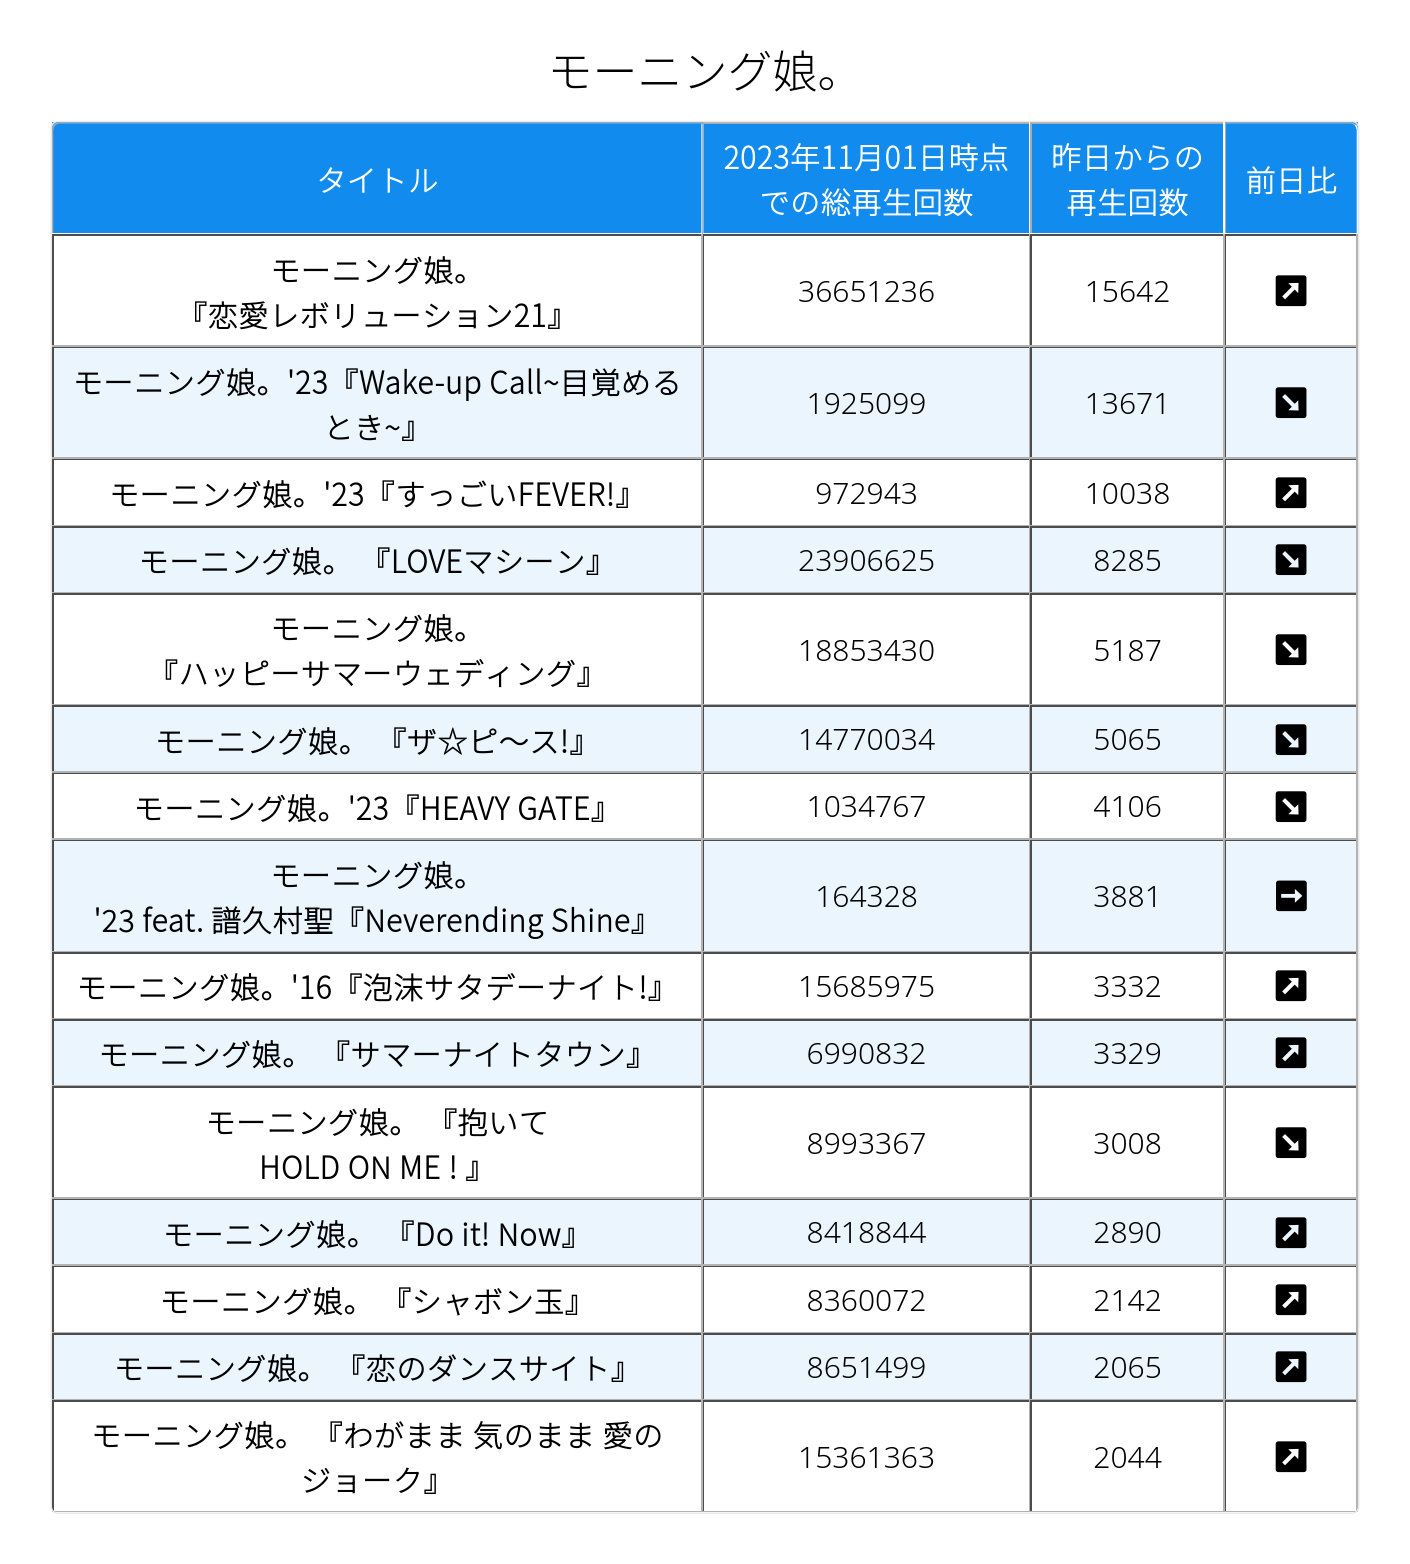 モーニング娘。
タイトル
2023年11月01日時点
での総再生回数
昨日からの
再生回数
前日比
モーニング娘。
『恋愛レボリューション21』
36651236
15642
モーニング娘。'23『Wake-up Call~目覚める
とき~』
1925099
13671
モーニング娘。'23『すっごいFEVER!』
972943
10038
モーニング娘。 『LOVEマシーン』
23906625
8285
モーニング娘。
『ハッピーサマーウェディング』
18853430
5187
モーニング娘。 『ザ☆ピ〜ス!』
14770034
5065
モーニング娘。'23『HEAVY GATE』
1034767
4106
モーニング娘。
'23 feat. 譜久村聖『Neverending Shine』
164328
3881
モーニング娘。'16『泡沫サタデーナイト!』
15685975
3332
モーニング娘。 『サマーナイトタウン』
6990832
3329
モーニング娘。 『抱いて
HOLD ON ME ! 』
8993367
3008
モーニング娘。 『Do it! Now』
8418844
2890
モーニング娘。 『シャボン玉』
8360072
2142
モーニング娘。 『恋のダンスサイト』
8651499
2065
モーニング娘。 『わがまま 気のまま 愛の
ジョーク』
15361363
2044